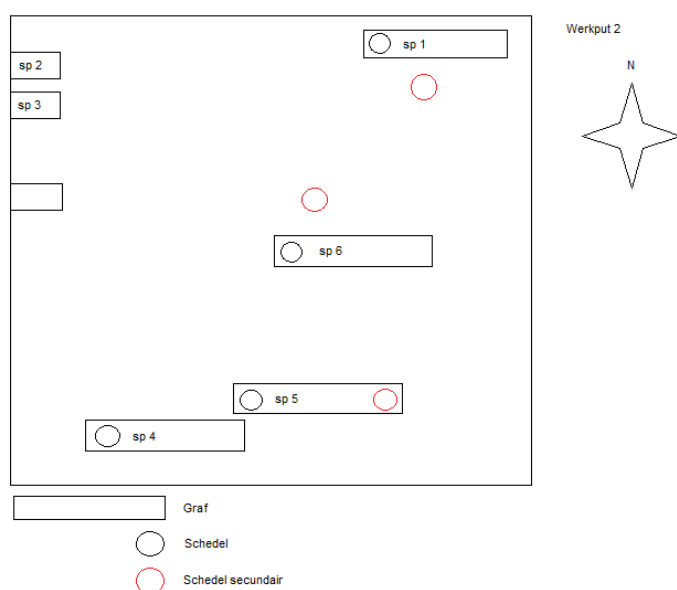 Werkput 2
N
sp 1
sp 2
sp 3
sp 6
sp 5
sp 4
Graf
Schedel
Schedel secundair